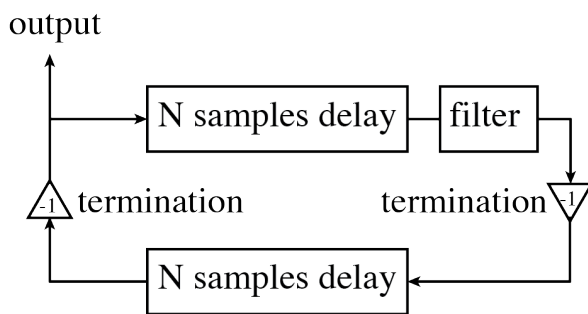 output
N samples delay
filter
-1
termination
termination
-1
N samples delay